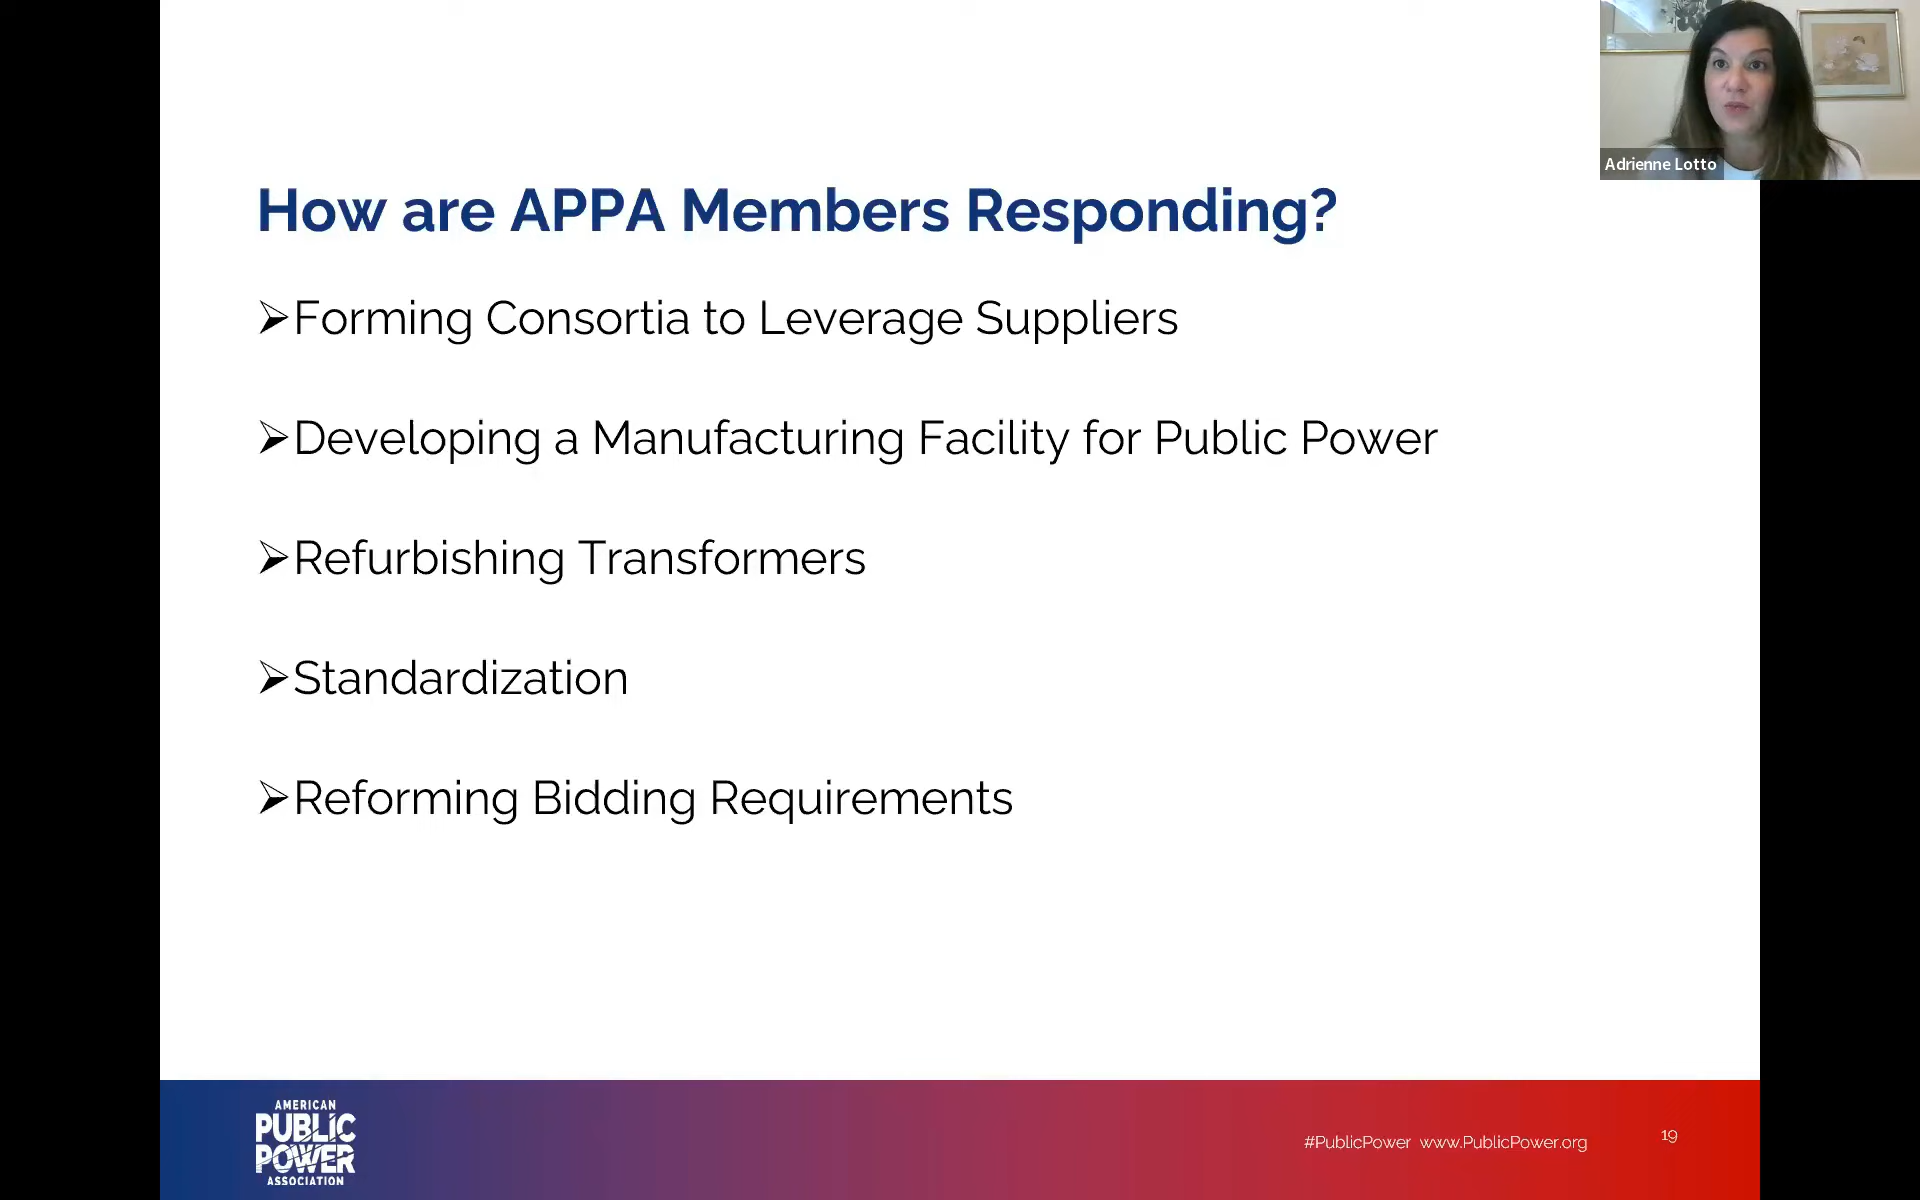 Adrienne Lotto
How are APPA Members Responding?
➢Forming Consortia to Leverage Suppliers
➢Developing a Manufacturing Facility for Public Power
➢Refurbishing Transformers
➢Standardization
➢Reforming Bidding Requirements
AMERICAN
PUBLIC
POWER
ASSOCIATION
#PublicPower www.PublicPower.org
19